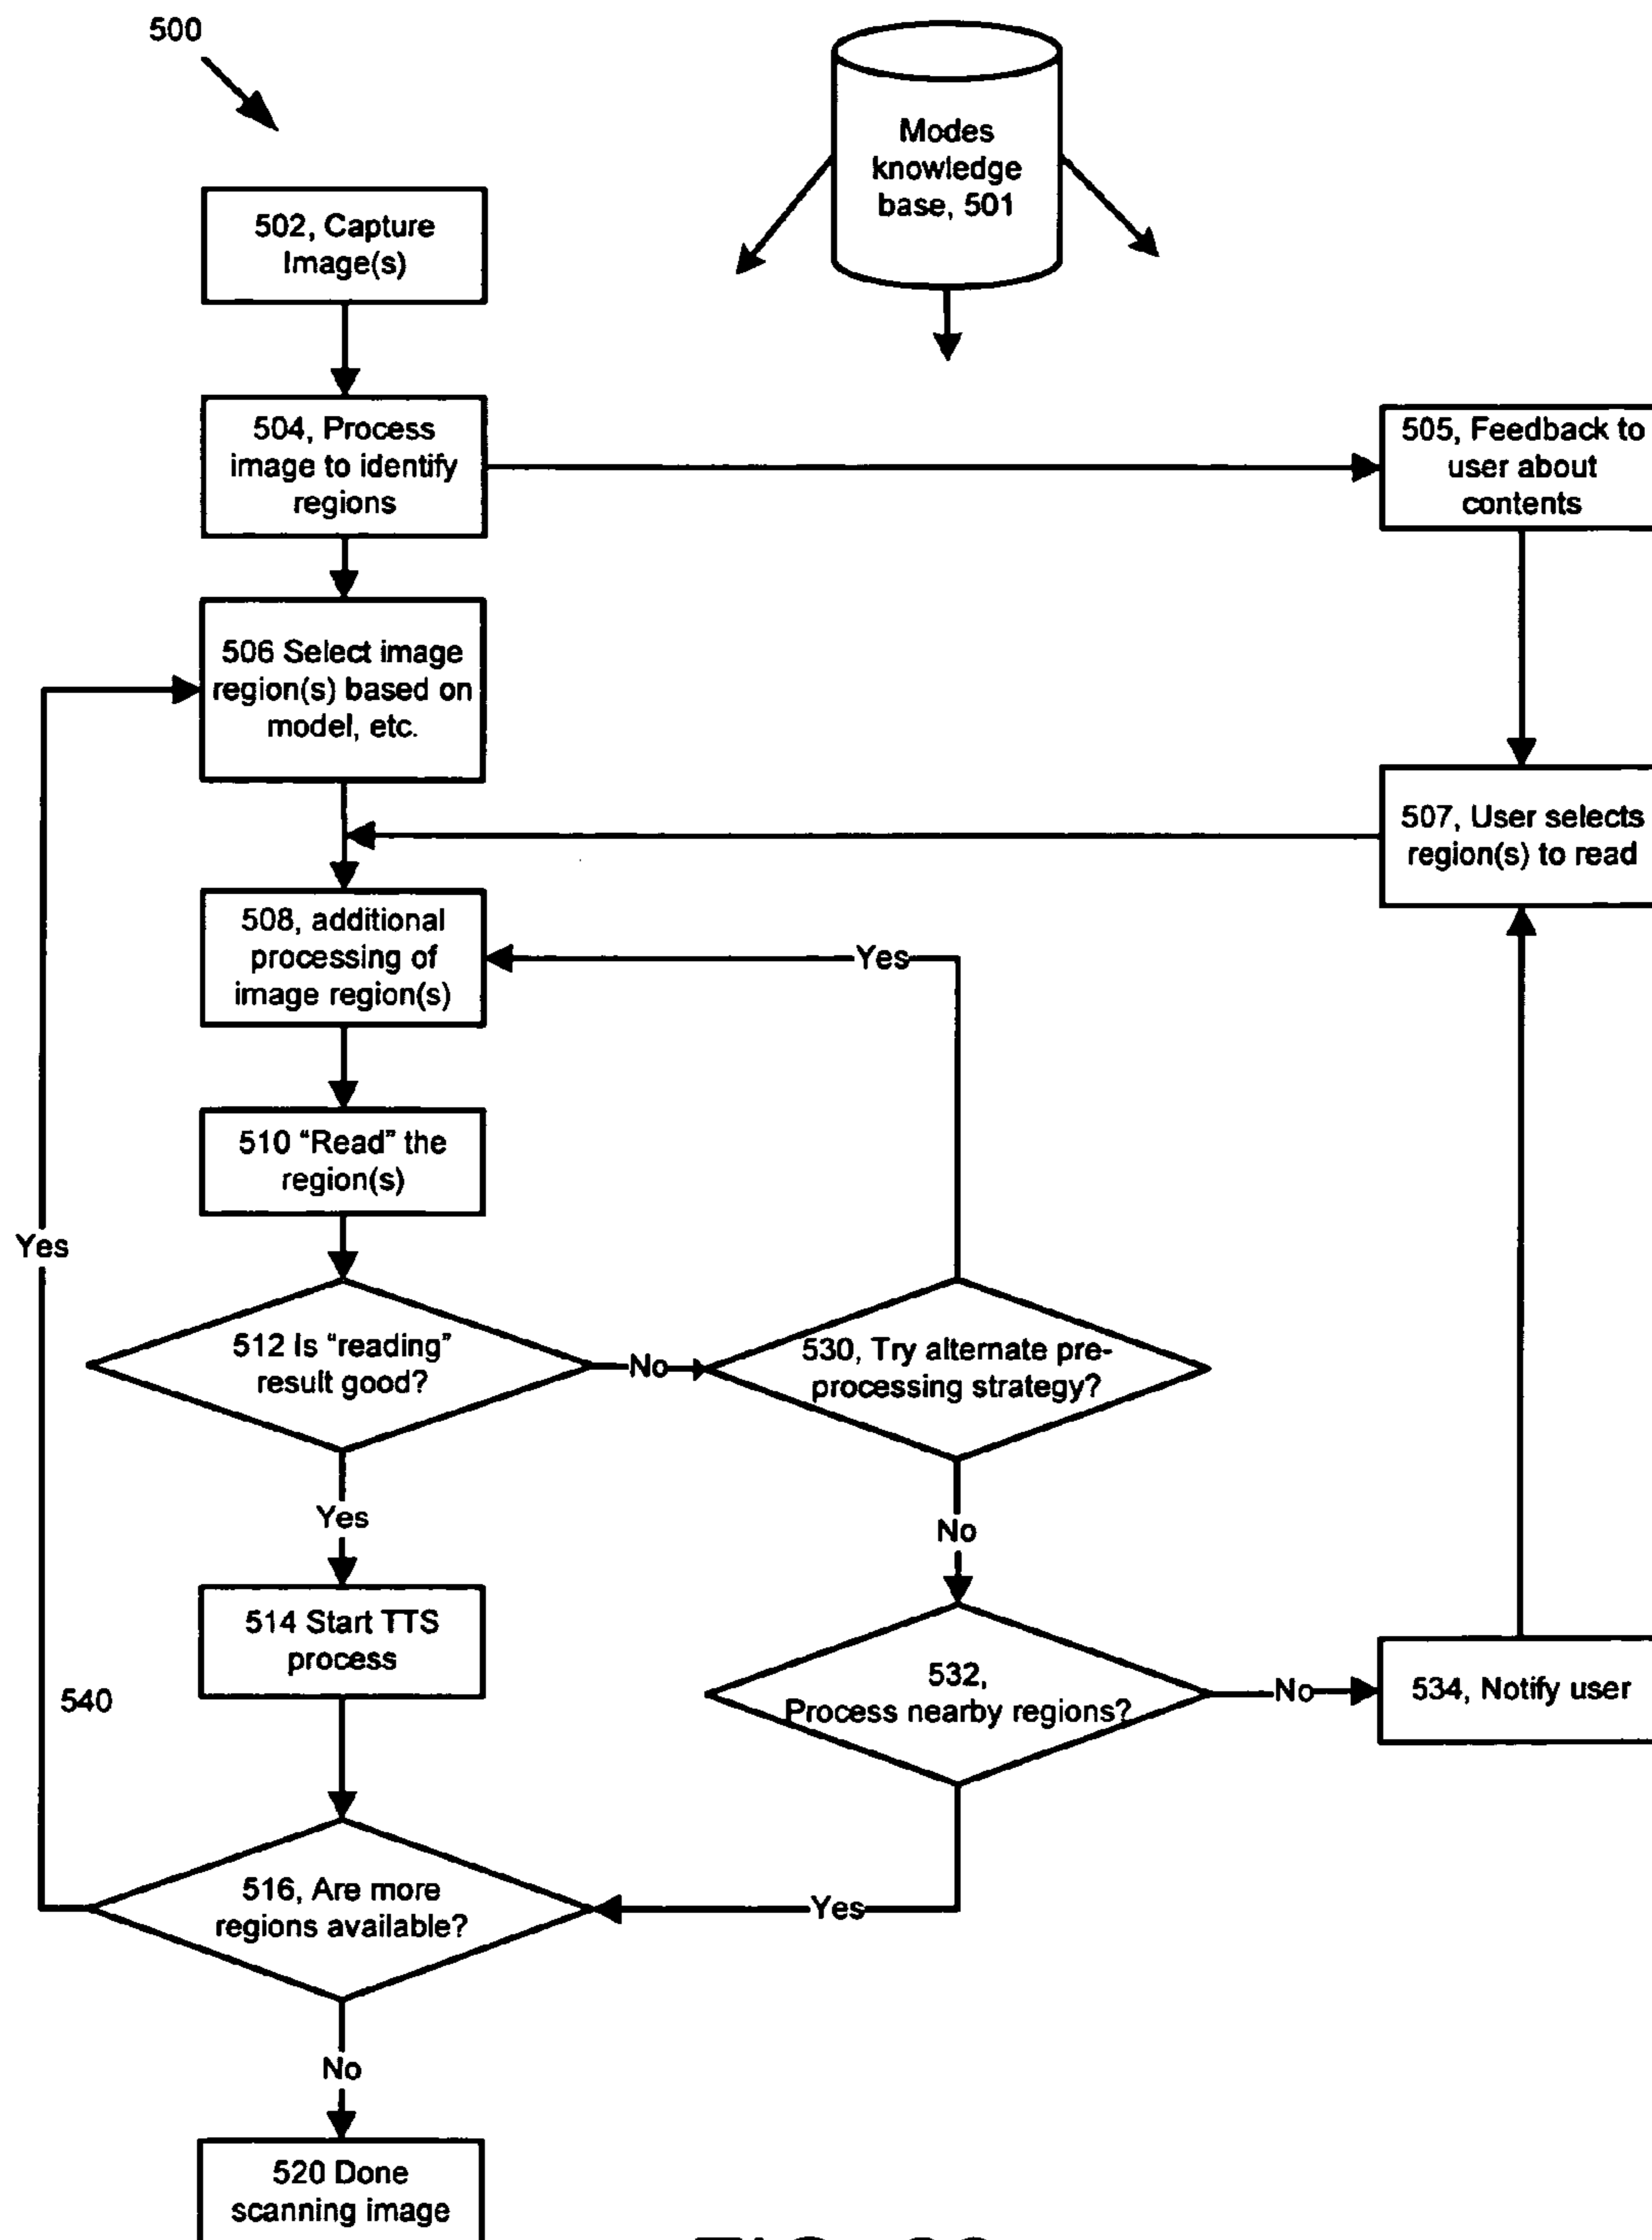 500
Modes
knowledge
base, 501
502, Capture
Image(s)
504, Process
image to identify
regions
505, Feedback to
user about
contents
506 Select image
region(s) based on
model, etc.
507, User selects
region(s) to read
508, additional
processing of
image region(s)
Yes
510 “Read” the
region(s)
Yes
512 Is “reading”
result good?
No
530, Try alternate pre-
processing strategy?
Yes
No
514 Start TTS
process
532,
Process nearby regions?
No
534, Notify user
540
516, Are more
regions available?
Yes
No
520 Done
scanning image